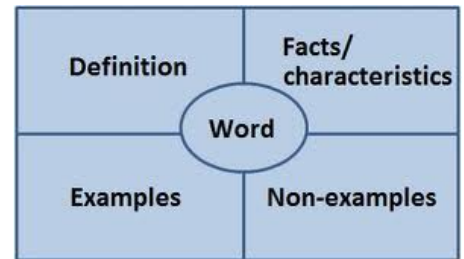 Definition
Facts/
characteristics
Word
Examples
Non-examples